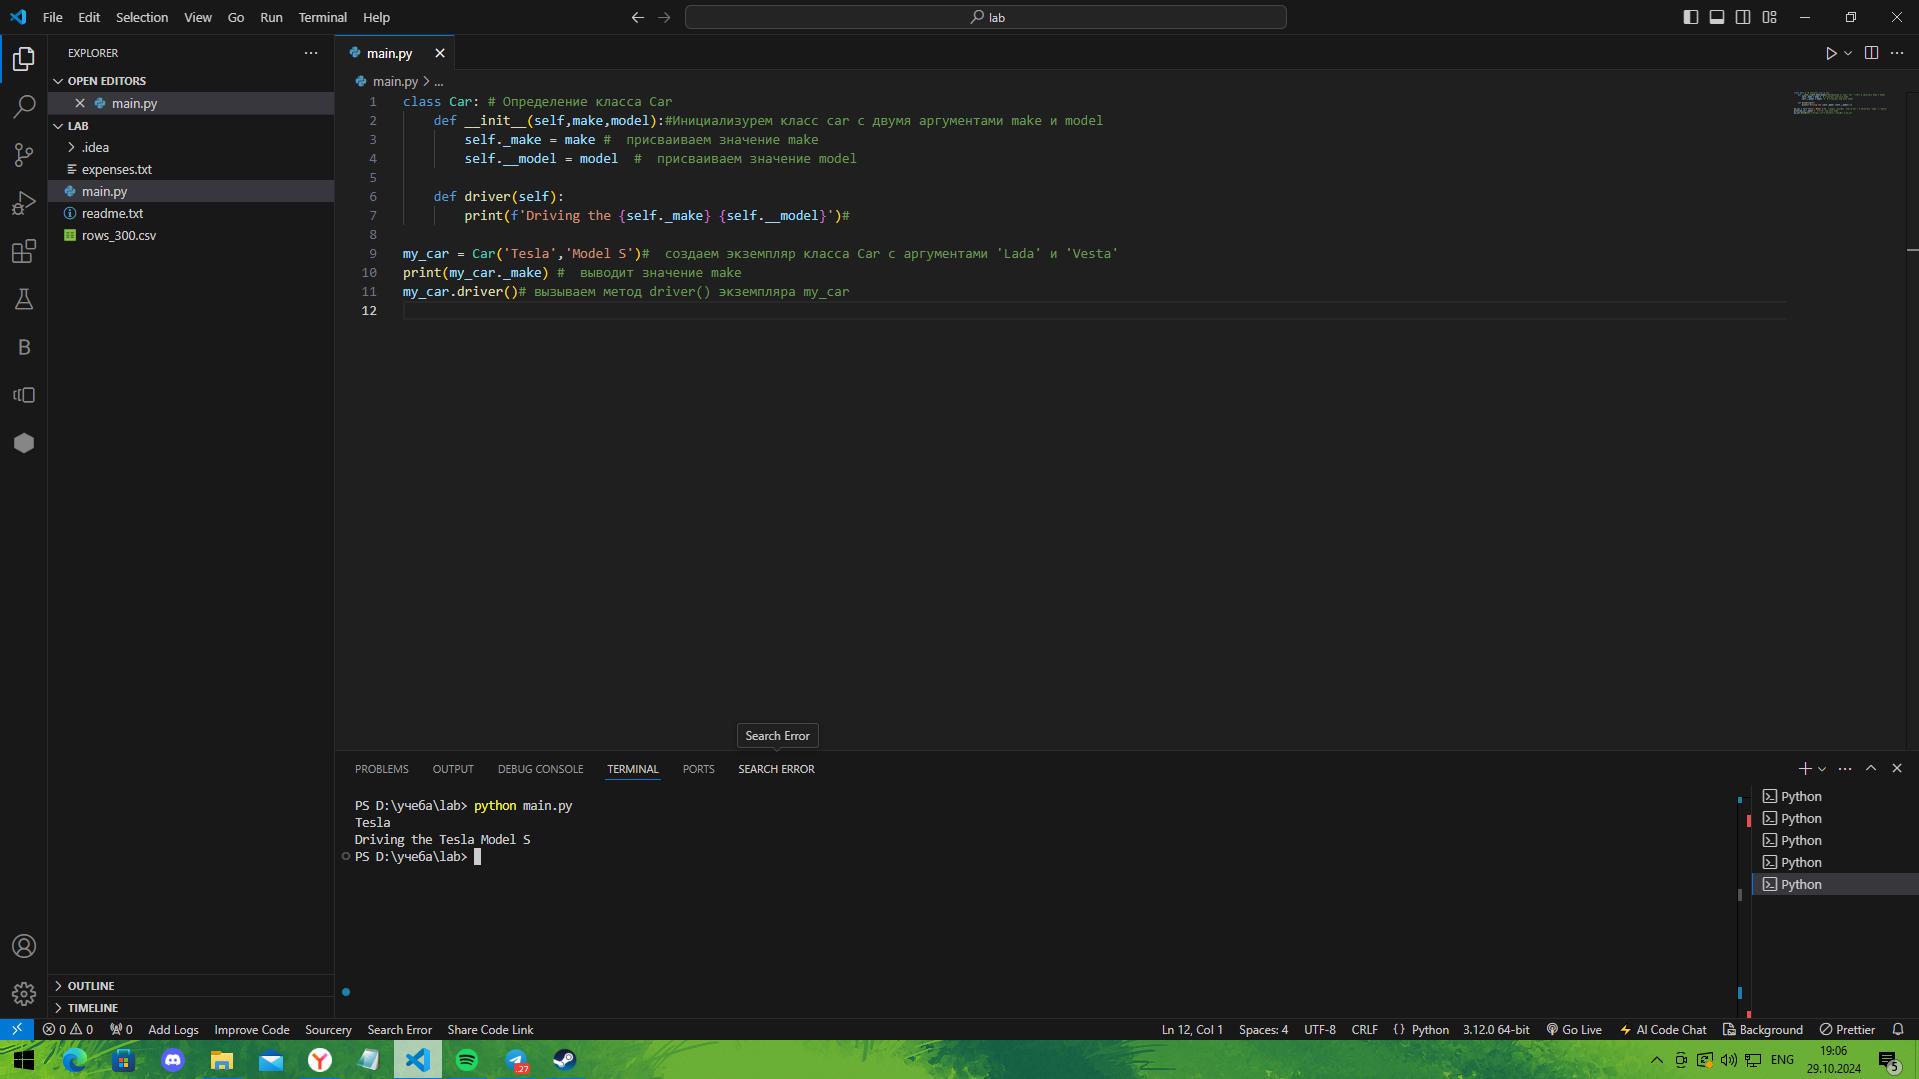 File Edit Selection View Go Run Terminal Help
lab
EXPLORER
OPEN EDITORS
main.py
LAB
.idea
expenses.txt
main.py
readme.txt
rows_300.csv
OUTLINE
TIMELINE
main.py
main.py > ...
1 class Car: # Определение класса Car
2 def __init__(self,make,model):#Инициализурем класс car с двумя аргументами make и model
3 self._make = make #  присваиваем значение make
4 self.__model = model  #  присваиваем значение model
5
6 def driver(self):
7 print(f'Driving the {self._make} {self.__model}')#
8
9 my_car = Car('Tesla','Model S')#  создаем экземпляр класса Car с аргументами 'Lada' и 'Vesta'
10 print(my_car._make) #  выводит значение make
11 my_car.driver()# вызываем метод driver() экземпляра my_car
12
Search Error
PROBLEMS OUTPUT DEBUG CONSOLE TERMINAL PORTS SEARCH ERROR
PS D:\учеба\lab> python main.py
Tesla
Driving the Tesla Model S
PS D:\учеба\lab>
Python
Python
Python
Python
Python
0 0 0 Add Logs Improve Code Sourcery Search Error Share Code Link Ln 12, Col 1 Spaces: 4 UTF-8 CRLF {} Python 3.12.0 64-bit Go Live AI Code Chat Background Prettier
27
ENG
19:06
29.10.2024
5